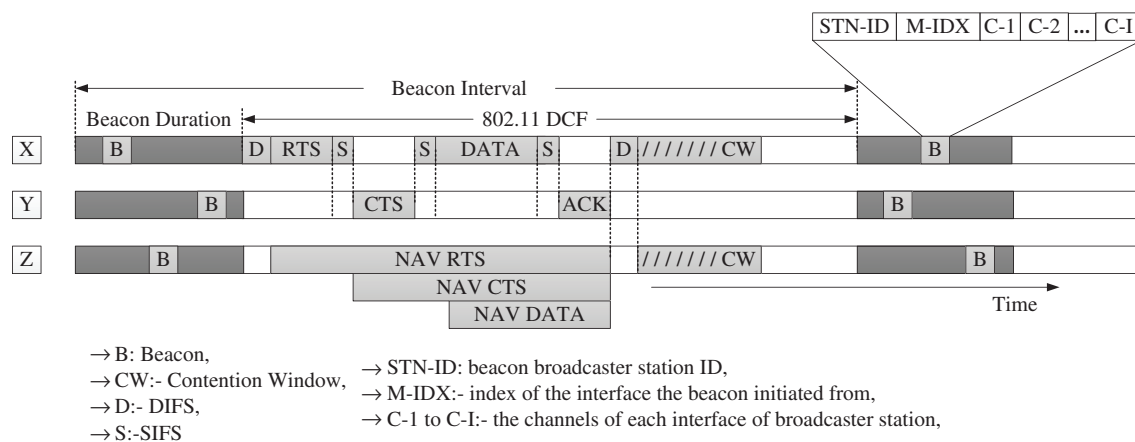 STN-ID M-IDX C-1 C-2 ... C-I
Beacon Interval
Beacon Duration 802.11 DCF
X B D RTS S S DATA S D / / / / / / / CW B
Y B CTS ACK B
Z B NAV RTS / / / / / / / CW B
NAV CTS
NAV DATA
Time
→ B: Beacon,
→ CW:- Contention Window,
→ D:- DIFS,
→ S:-SIFS
→ STN-ID: beacon broadcaster station ID,
→ M-IDX:- index of the interface the beacon initiated from,
→ C-1 to C-I:- the channels of each interface of broadcaster station,